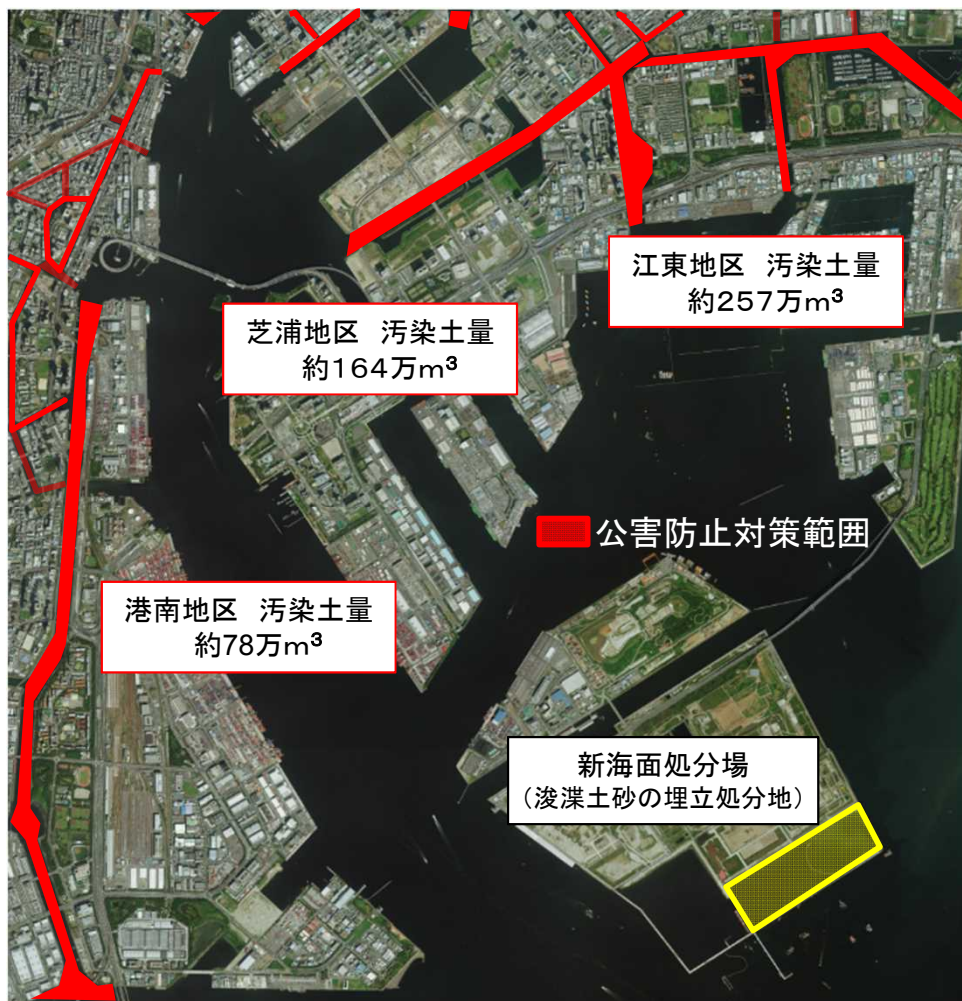 江東地区 汚染土量
約257万m³
芝浦地区 汚染土量
約164万m³
公害防止対策範囲
港南地区 汚染土量
約78万m³
新海面処分場
(浚渫土砂の埋立処分地)